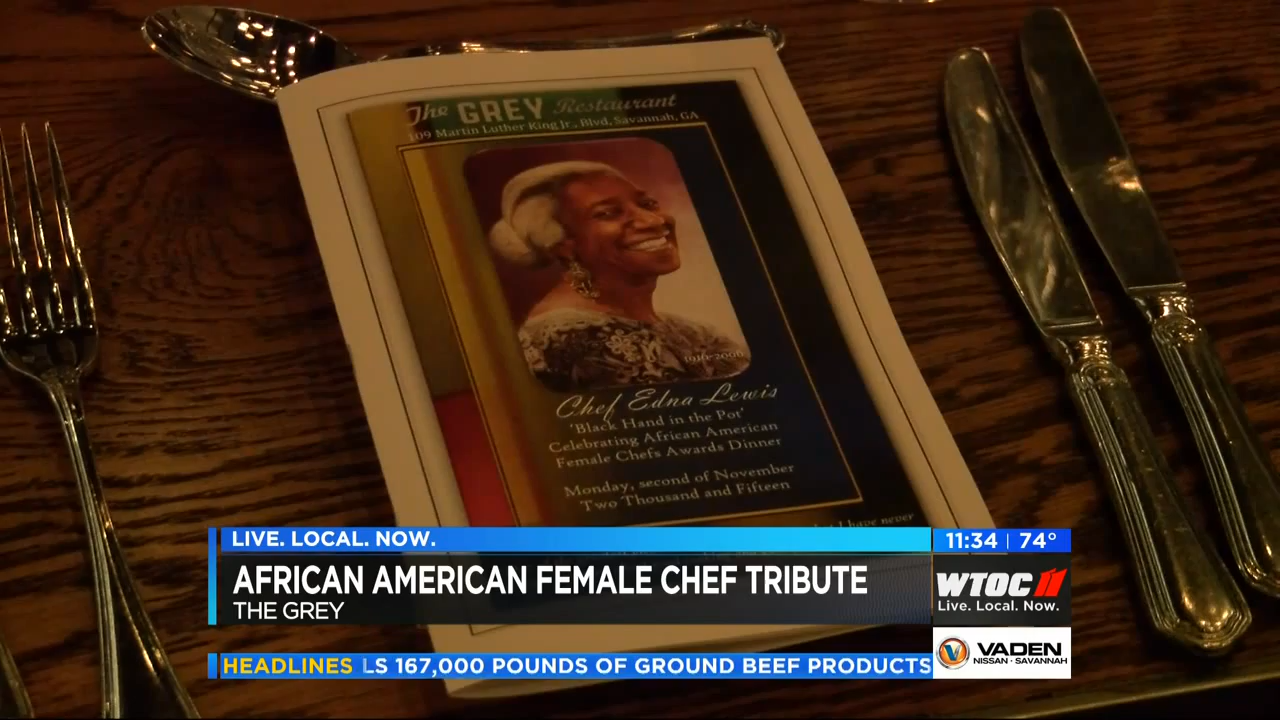 The GREY Restaurant
109 Martin Luther King Jr., Blvd, Savannah, GA
1916-2006
Chef Edna Lewis
'Black Hand in the Pot'
Celebrating African American
Female Chefs Awards Dinner
Monday, second of November
Two Thousand and Fifteen
I have never
LIVE. LOCAL. NOW.
11:34 | 74°
AFRICAN AMERICAN FEMALE CHEF TRIBUTE
THE GREY
WTOC 11
Live. Local. Now.
VADEN
NISSAN · SAVANNAH
HEADLINES LS 167,000 POUNDS OF GROUND BEEF PRODUCTS